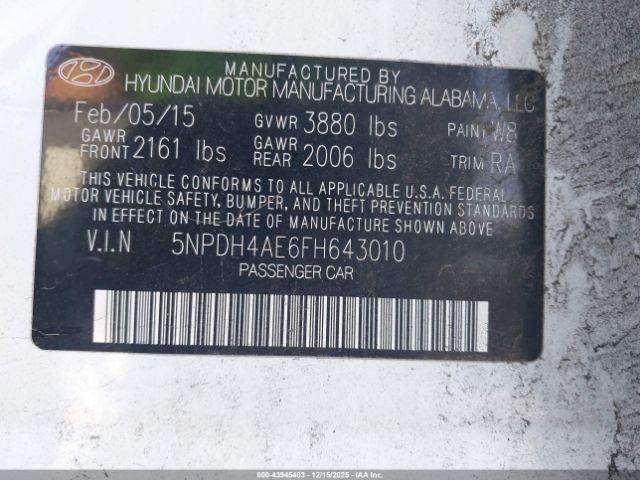 MANUFACTURED BY
HYUNDAI MOTOR MANUFACTURING ALABAMA, LLC
Feb/05/15 GVWR 3880 lbs PAINT W8
GAWR FRONT 2161 lbs GAWR REAR 2006 lbs TRIM RA
THIS VEHICLE CONFORMS TO ALL APPLICABLE U.S.A. FEDERAL
MOTOR VEHICLE SAFETY, BUMPER, AND THEFT PREVENTION STANDARDS
IN EFFECT ON THE DATE OF MANUFACTURE SHOWN ABOVE.
V.I.N 5NPDH4AE6FH643010
PASSENGER CAR
000-43945403 - 12/15/2025 - IAAI.COM